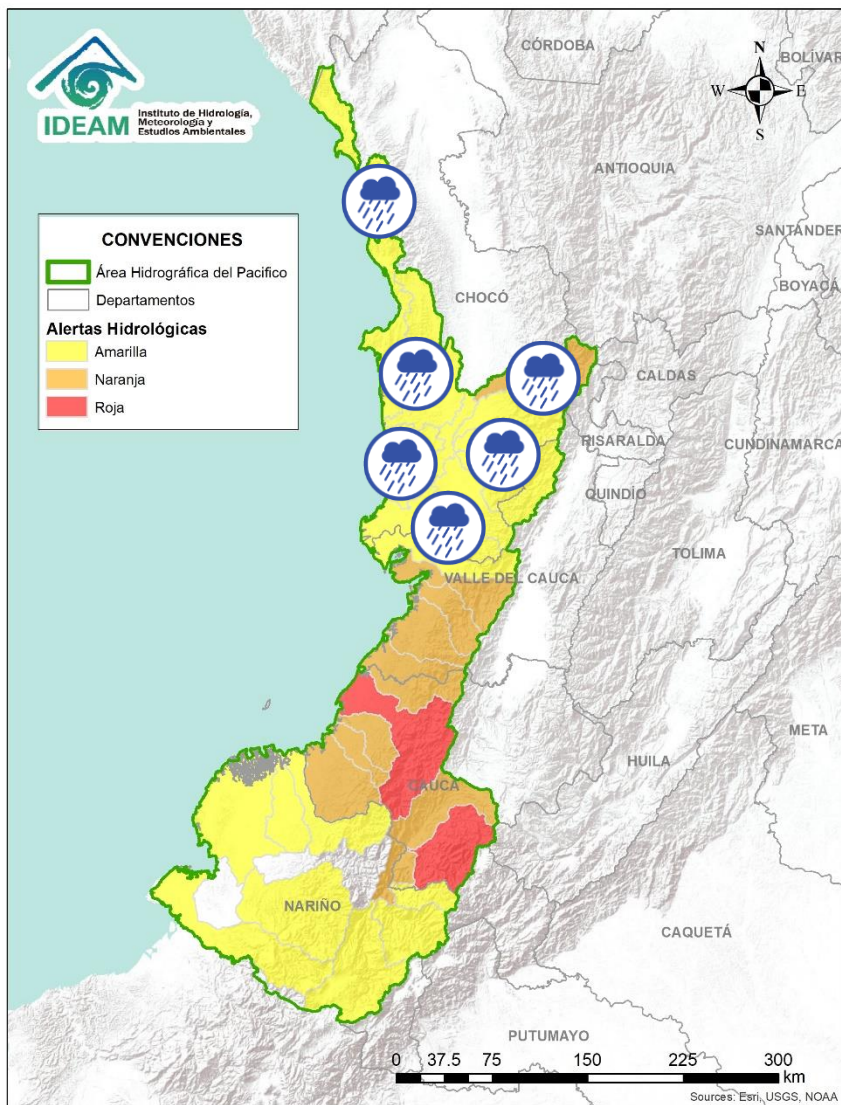 IDEAM
Instituto de Hidrología,
Meteorología y
Estudios Ambientales
N
W E
S
CÓRDOBA
BOLÍVAR
ANTIOQUIA
SANTANDER
BOYACÁ
CONVENCIONES
Área Hidrográfica del Pacifico
Departamentos
Alertas Hidrológicas
Amarilla
Naranja
Roja
CHOCÓ
CALDAS
RISARALDA
CUNDINAMARCA
QUINDÍO
TOLIMA
VALLE DEL CAUCA
META
HUILA
CAUCA
NARIÑO
CAQUETÁ
PUTUMAYO
0 37.5 75 150 225 300
km
Sources: Esri, USGS, NOAA